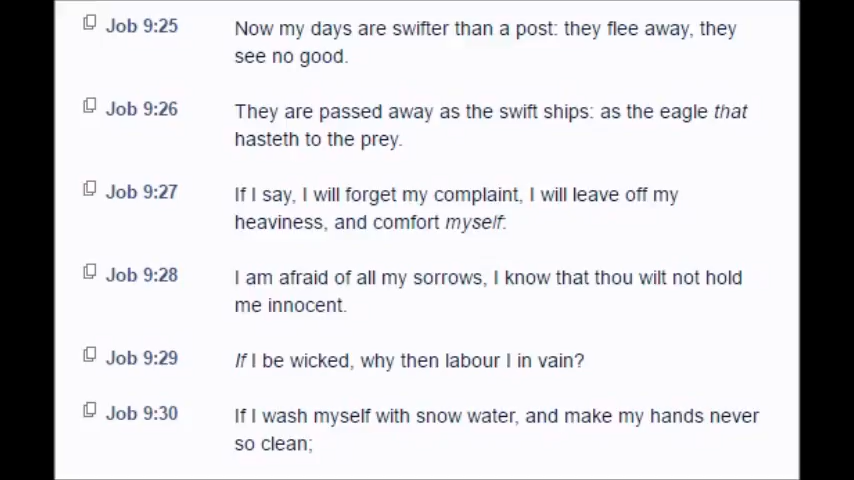 Job 9:25 Now my days are swifter than a post: they flee away, they
see no good.
Job 9:26 They are passed away as the swift ships: as the eagle that
hasteth to the prey.
Job 9:27 If I say, I will forget my complaint, I will leave off my
heaviness, and comfort myself:
Job 9:28 I am afraid of all my sorrows, I know that thou wilt not hold
me innocent.
Job 9:29 If I be wicked, why then labour I in vain?
Job 9:30 If I wash myself with snow water, and make my hands never
so clean;